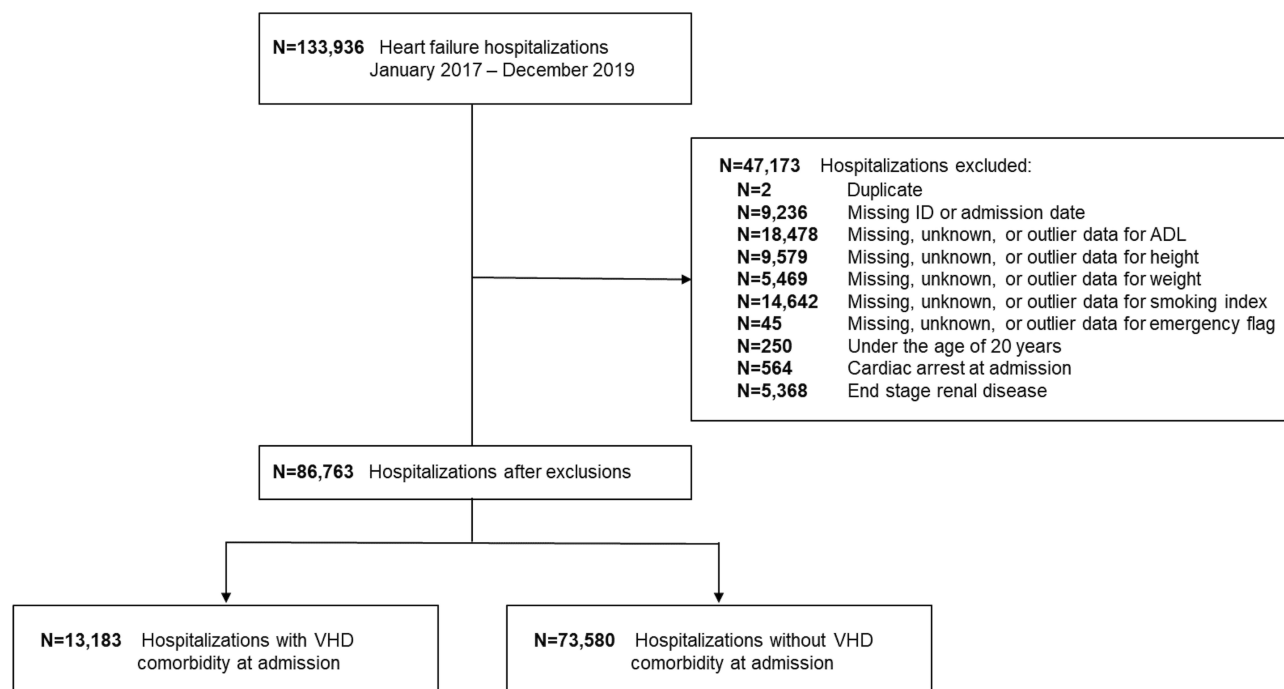 N=133,936 Heart failure hospitalizations
January 2017 – December 2019
N=47,173 Hospitalizations excluded:
N=2 Duplicate
N=9,236 Missing ID or admission date
N=18,478 Missing, unknown, or outlier data for ADL
N=9,579 Missing, unknown, or outlier data for height
N=5,469 Missing, unknown, or outlier data for weight
N=14,642 Missing, unknown, or outlier data for smoking index
N=45 Missing, unknown, or outlier data for emergency flag
N=250 Under the age of 20 years
N=564 Cardiac arrest at admission
N=5,368 End stage renal disease
N=86,763 Hospitalizations after exclusions
N=13,183 Hospitalizations with VHD
comorbidity at admission
N=73,580 Hospitalizations without VHD
comorbidity at admission